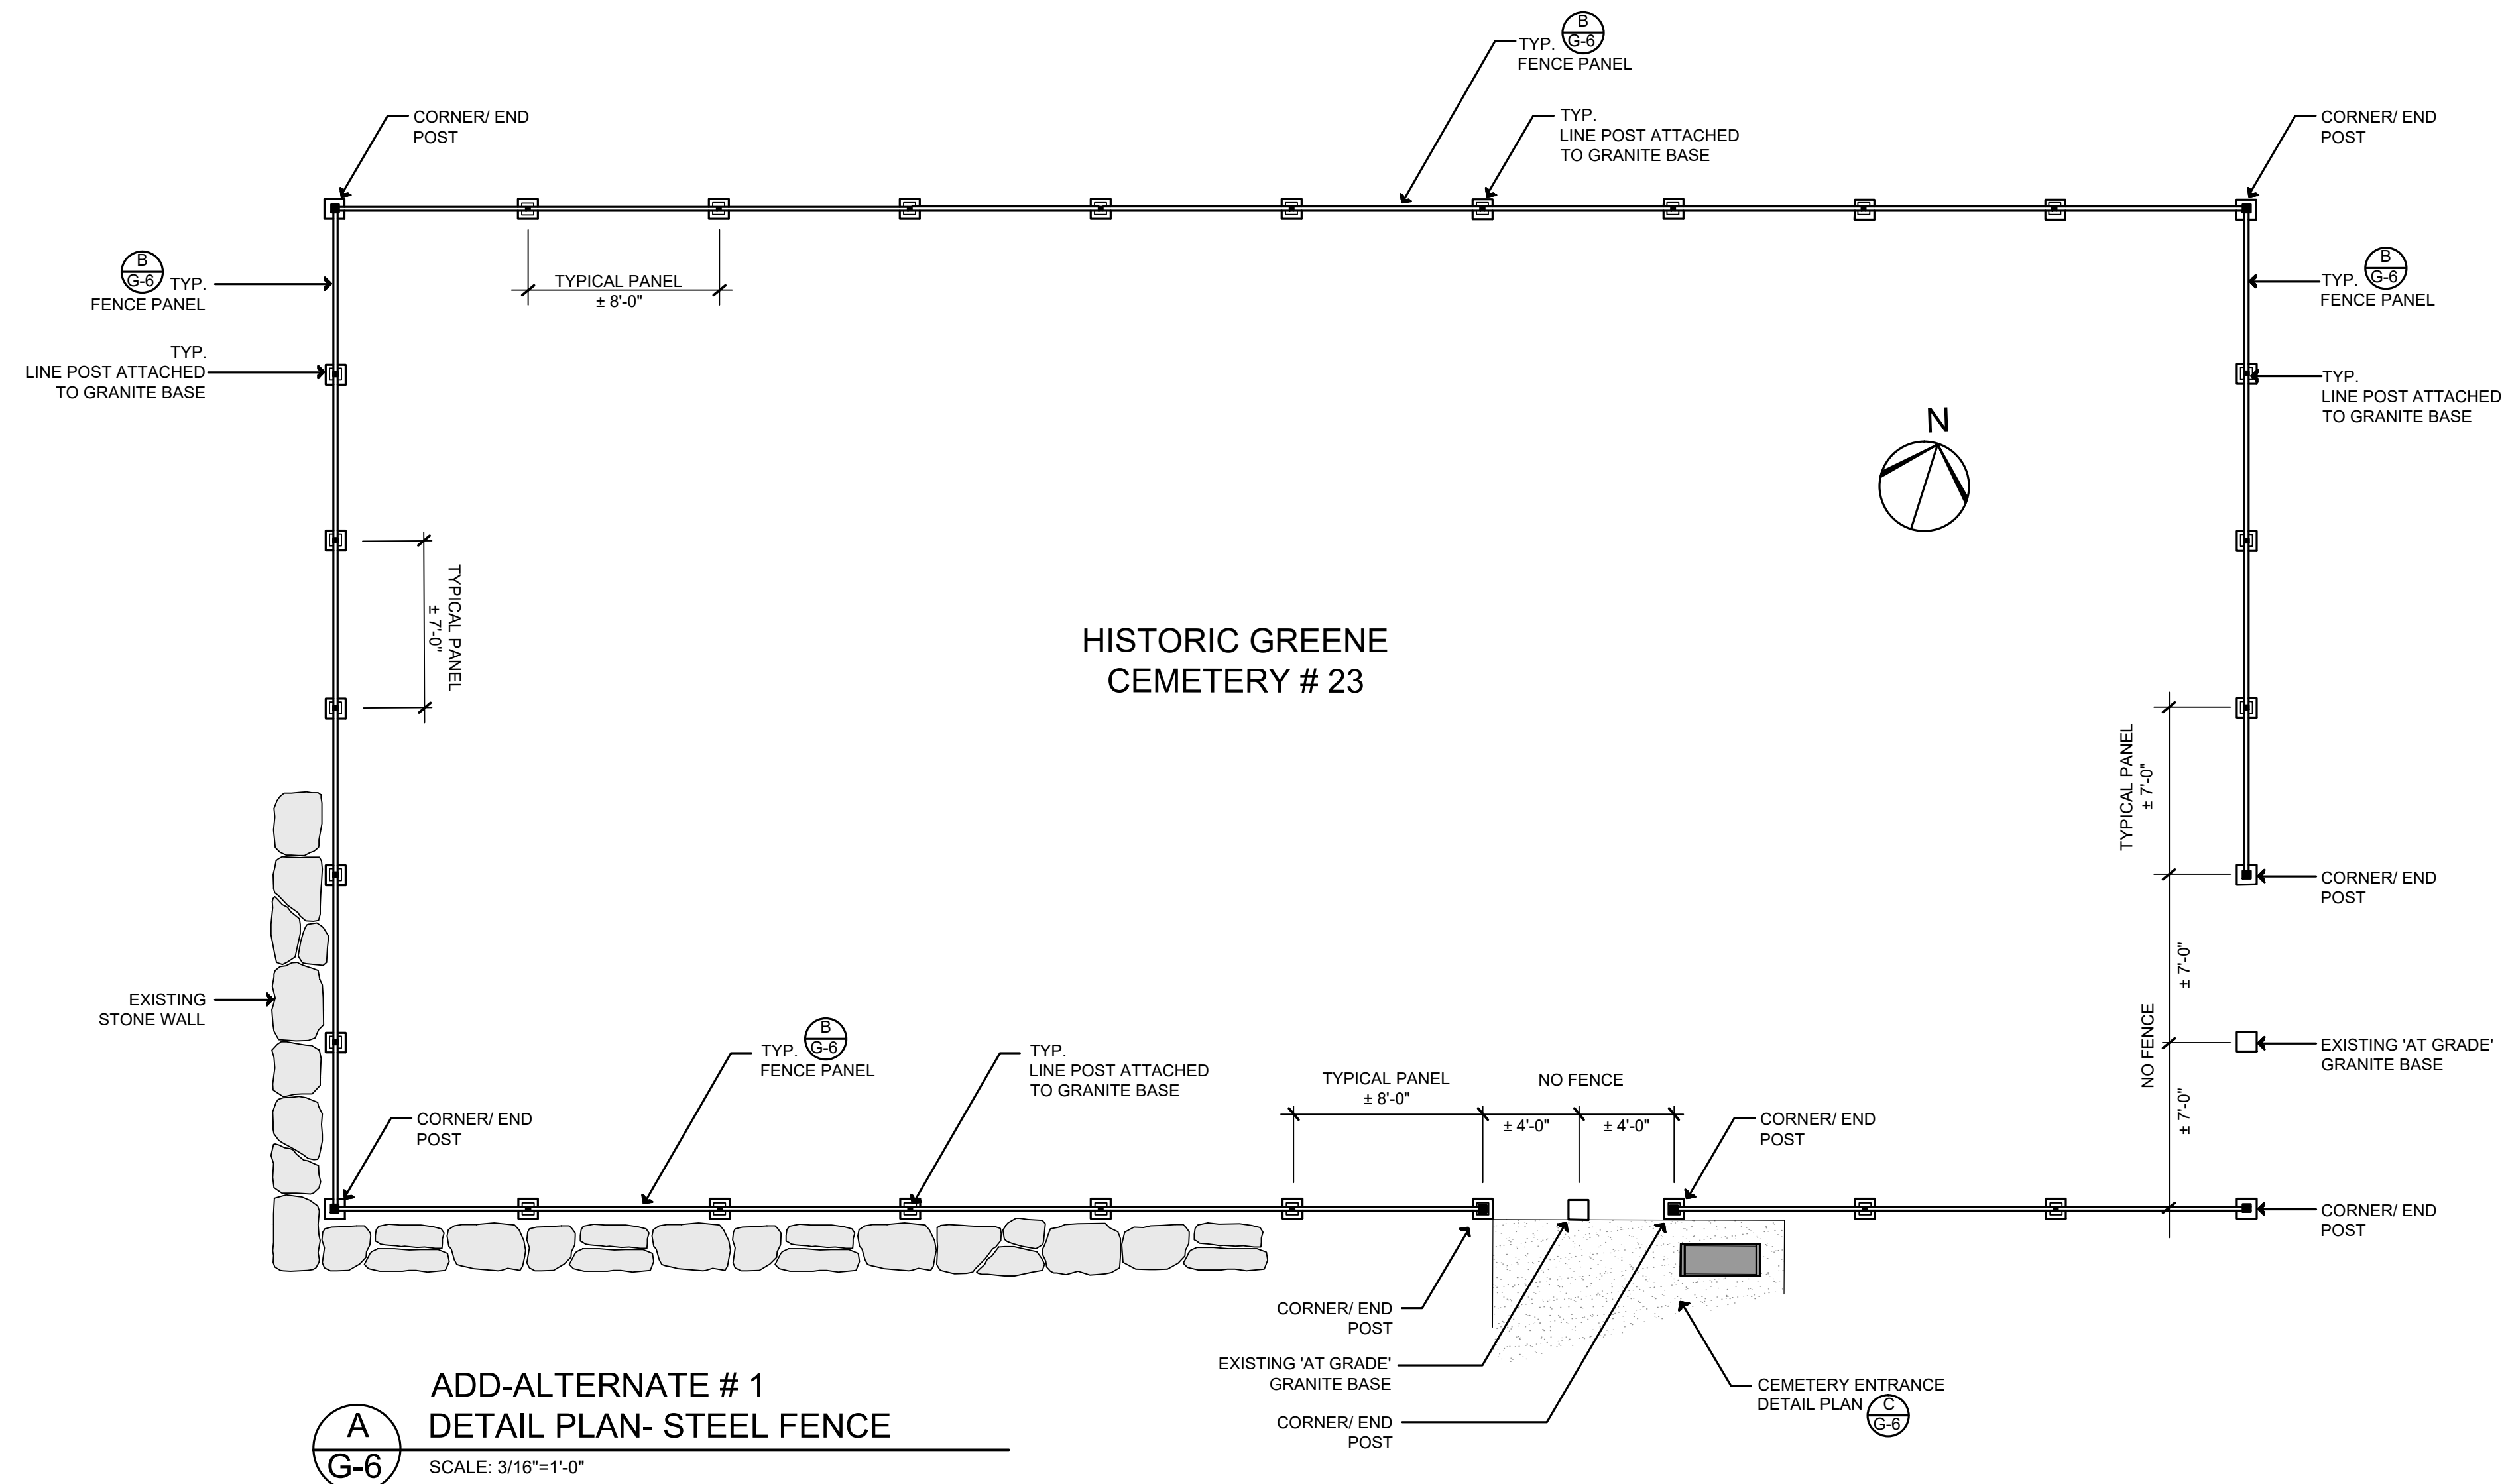 B
TYP. G-6
FENCE PANEL
CORNER/ END
POST
TYP.
LINE POST ATTACHED
TO GRANITE BASE
CORNER/ END
POST
B
G-6 TYP.
FENCE PANEL
TYPICAL PANEL
± 8'-0"
B
TYP. G-6
FENCE PANEL
TYP.
LINE POST ATTACHED
TO GRANITE BASE
TYP.
LINE POST ATTACHED
TO GRANITE BASE
N
TYPICAL PANEL
± 7'-0"
HISTORIC GREENE
CEMETERY # 23
TYPICAL PANEL
± 7'-0"
CORNER/ END
POST
± 7'-0"
NO FENCE
± 7'-0"
EXISTING
STONE WALL
EXISTING 'AT GRADE'
GRANITE BASE
B
TYP. G-6
FENCE PANEL
TYP.
LINE POST ATTACHED
TO GRANITE BASE
TYPICAL PANEL
± 8'-0"
NO FENCE
± 4'-0"
± 4'-0"
CORNER/ END
POST
CORNER/ END
POST
CORNER/ END
POST
CORNER/ END
POST
EXISTING 'AT GRADE'
GRANITE BASE
CORNER/ END
POST
CEMETERY ENTRANCE
DETAIL PLAN C
G-6
ADD-ALTERNATE # 1
A DETAIL PLAN- STEEL FENCE
G-6 SCALE: 3/16"=1'-0"